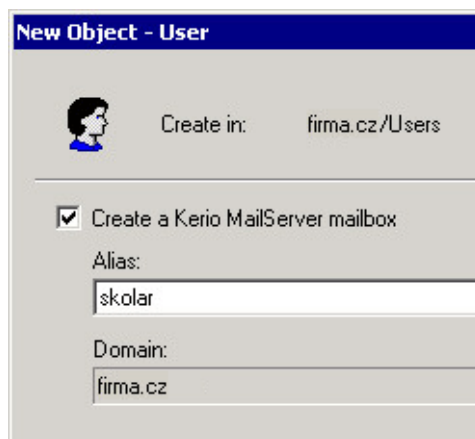 New Object - User
Create in: firma.cz/Users
Create a Kerio MailServer mailbox
Alias:
skolar
Domain:
firma.cz